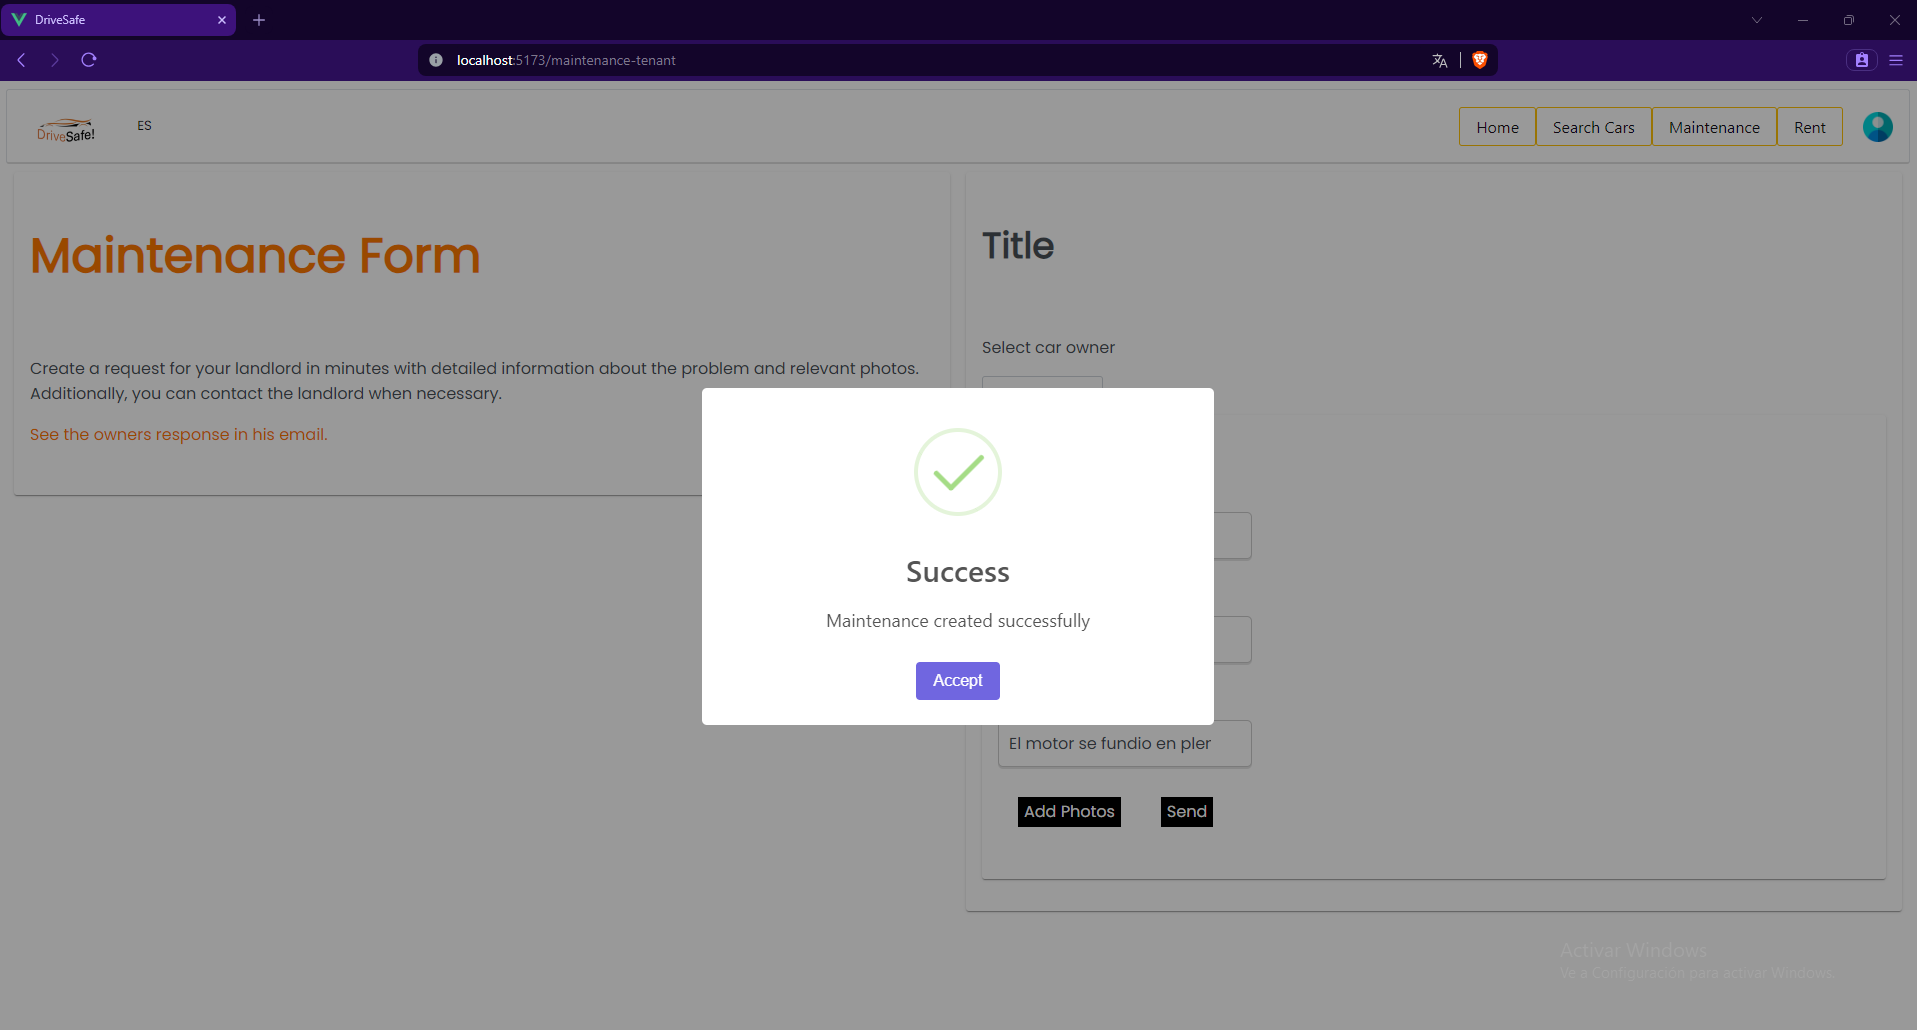 DriveSafe
localhost:5173/maintenance-tenant
DriveSafe!
ES
Home
Search Cars
Maintenance
Rent
Maintenance Form
Create a request for your landlord in minutes with detailed information about the problem and relevant photos.
Additionally, you can contact the landlord when necessary.
See the owners response in his email.
Title
Select car owner
Success
Maintenance created successfully
Accept
El motor se fundio en pler
Add Photos
Send
Activar Windows
Ve a Configuración para activar Windows.